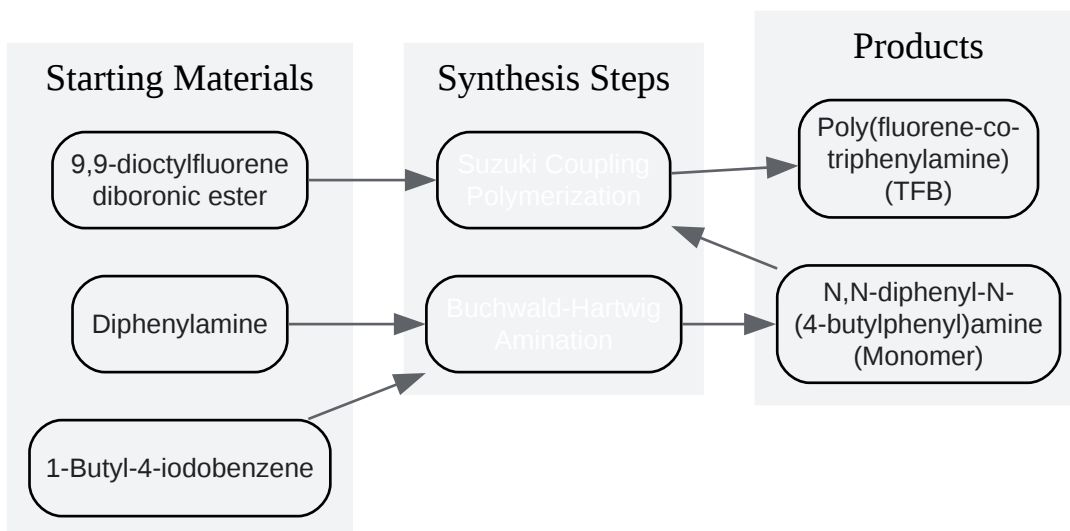 Starting Materials
9,9-dioctylfluorene
diboronic ester
Diphenylamine
1-Butyl-4-iodobenzene
Synthesis Steps
Suzuki Coupling
Polymerization
Buchwald-Hartwig
Amination
Products
Poly(fluorene-co-
triphenylamine)
(TFB)
N,N-diphenyl-N-
(4-butylphenyl)amine
(Monomer)